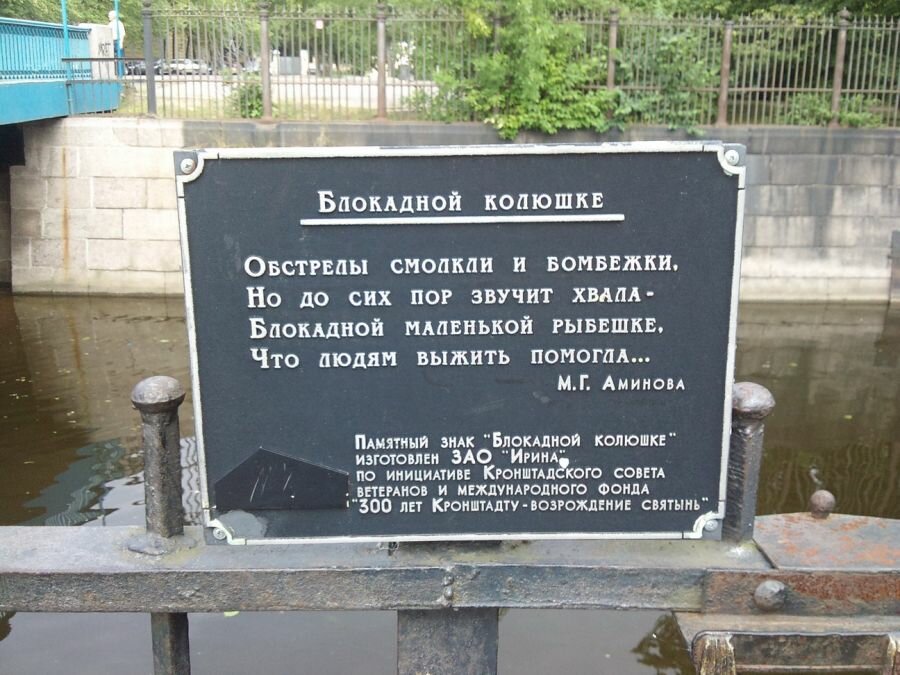 Блокадной колюшке
Обстрелы смолкли и бомбежки,
Но до сих пор звучит хвала -
Блокадной маленькой рыбешке,
Что людям выжить помогла...
М.Г. Аминова
Памятный знак "Блокадной колюшке"
изготовлен ЗАО "Ирина"
по инициативе Кронштадского совета
ветеранов и международного фонда
"300 лет Кронштадту - возрождение святынь"